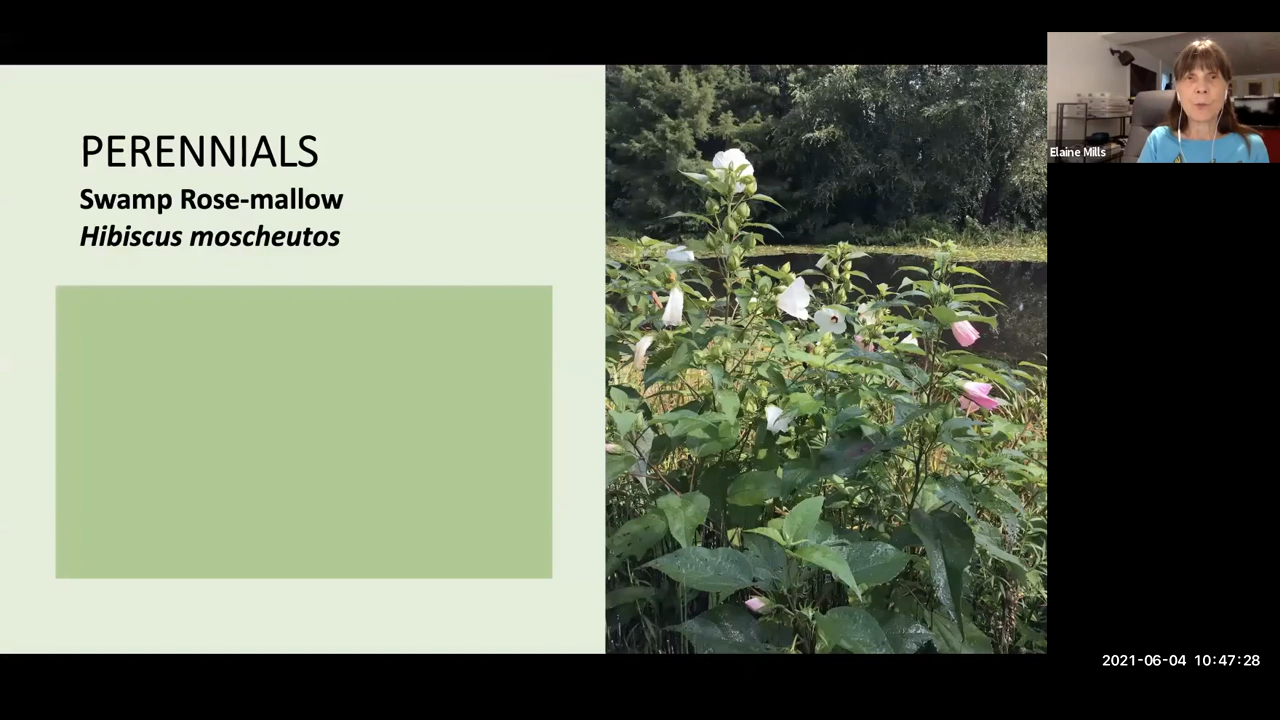 PERENNIALS
Swamp Rose-mallow
Hibiscus moscheutos
Elaine Mills
2021-06-04 10:47:28